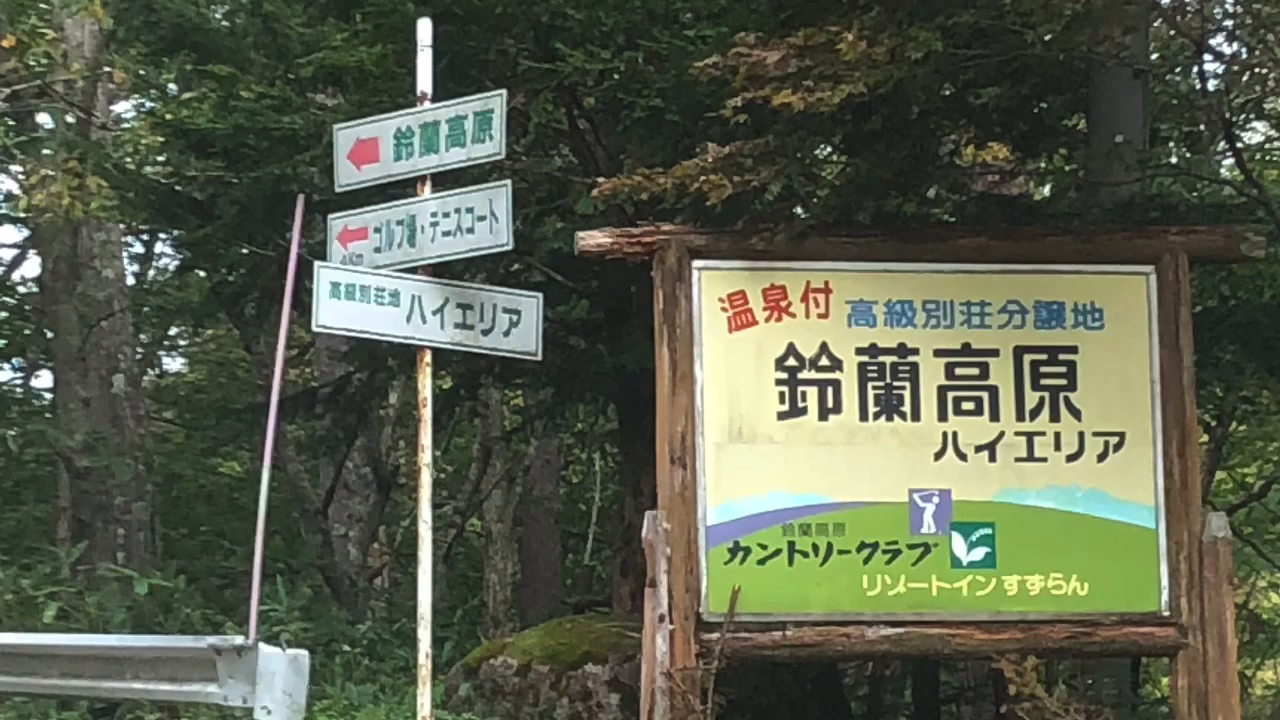 鈴蘭高原
ゴルフ場・テニスコート
高級別荘地 ハイエリア
温泉付 高級別荘分譲地
鈴蘭高原
ハイエリア
鈴蘭高原
カントリークラブ
リゾートインすずらん